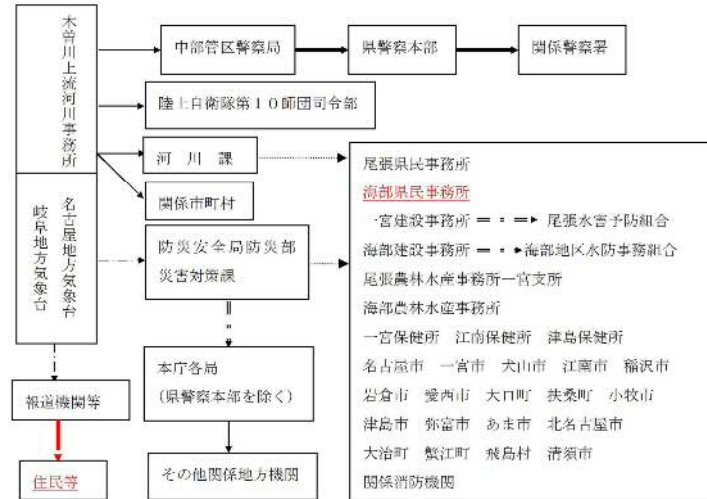 木曽川上流河川事務所
中部管区警察局
県警察本部
関係警察署
陸上自衛隊第１０師団司令部
河川課
関係市町村
名古屋地方気象台
岐阜地方気象台
防災安全局防災部
災害対策課
本庁各局
(県警察本部を除く)
その他関係地方機関
報道機関等
住民等
尾張県民事務所
海部県民事務所
一宮建設事務所 尾張水害予防組合
海部建設事務所 海部地区水防事務組合
尾張農林水産事務所一宮支所
海部農林水産事務所
一宮保健所 江南保健所 津島保健所
名古屋市 一宮市 犬山市 江南市 稲沢市
岩倉市 愛西市 大口町 扶桑町 小牧市
津島市 弥富市 あま市 北名古屋市
大治町 蟹江町 飛島村 清須市
関係消防機関